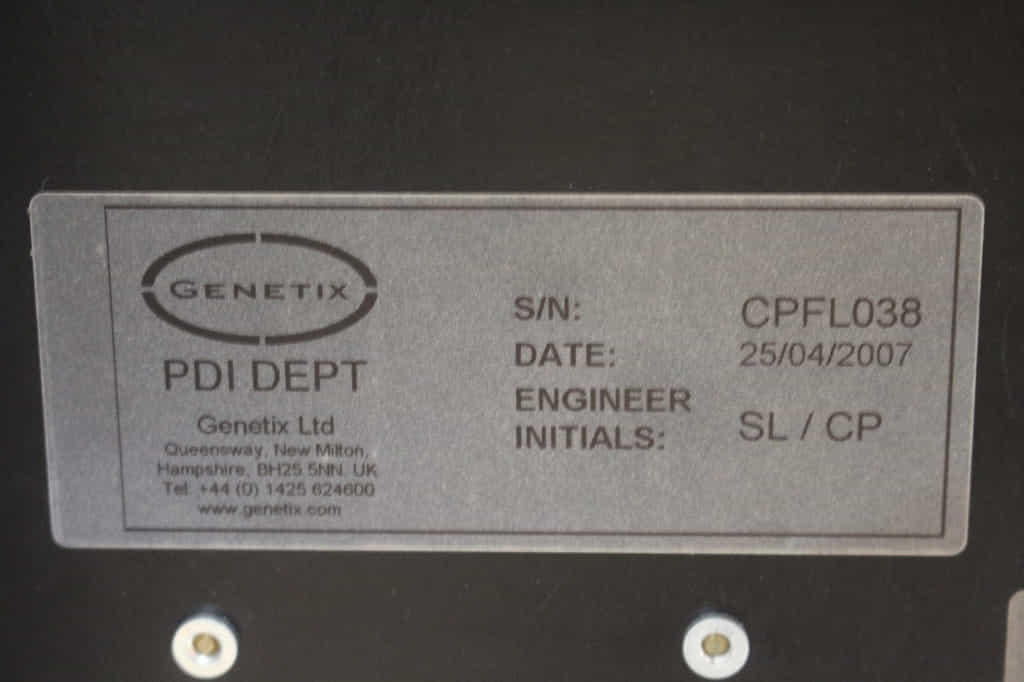 GENETIX
PDI DEPT
Genetix Ltd
Queensway, New Milton,
Hampshire, BH25 5NN. UK
Tel: +44 (0) 1425 624600
www.genetix.com
S/N: CPFL038
DATE: 25/04/2007
ENGINEER
INITIALS: SL / CP